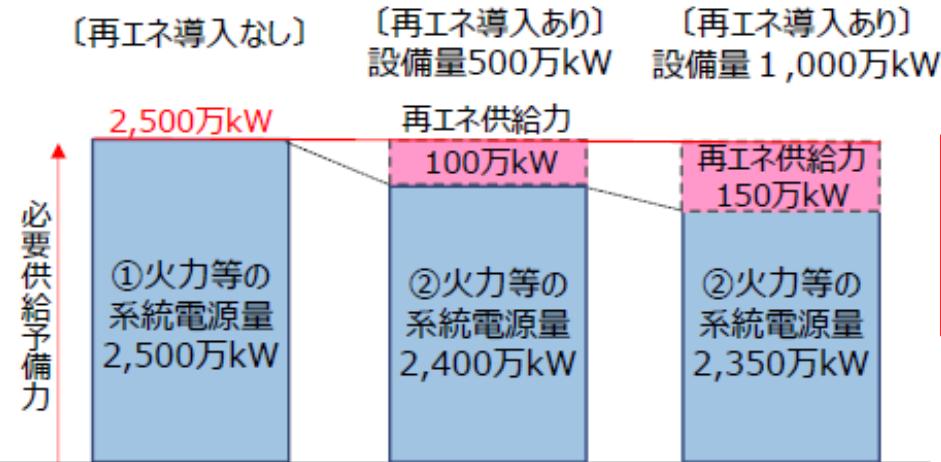 〔再エネ導入なし〕
〔再エネ導入あり〕
設備量500万kW
〔再エネ導入あり〕
設備量1,000万kW
2,500万kW
再エネ供給力
100万kW
再エネ供給力
150万kW
必要供給予備力
①火力等の
系統電源量
2,500万kW
②火力等の
系統電源量
2,400万kW
②火力等の
系統電源量
2,350万kW